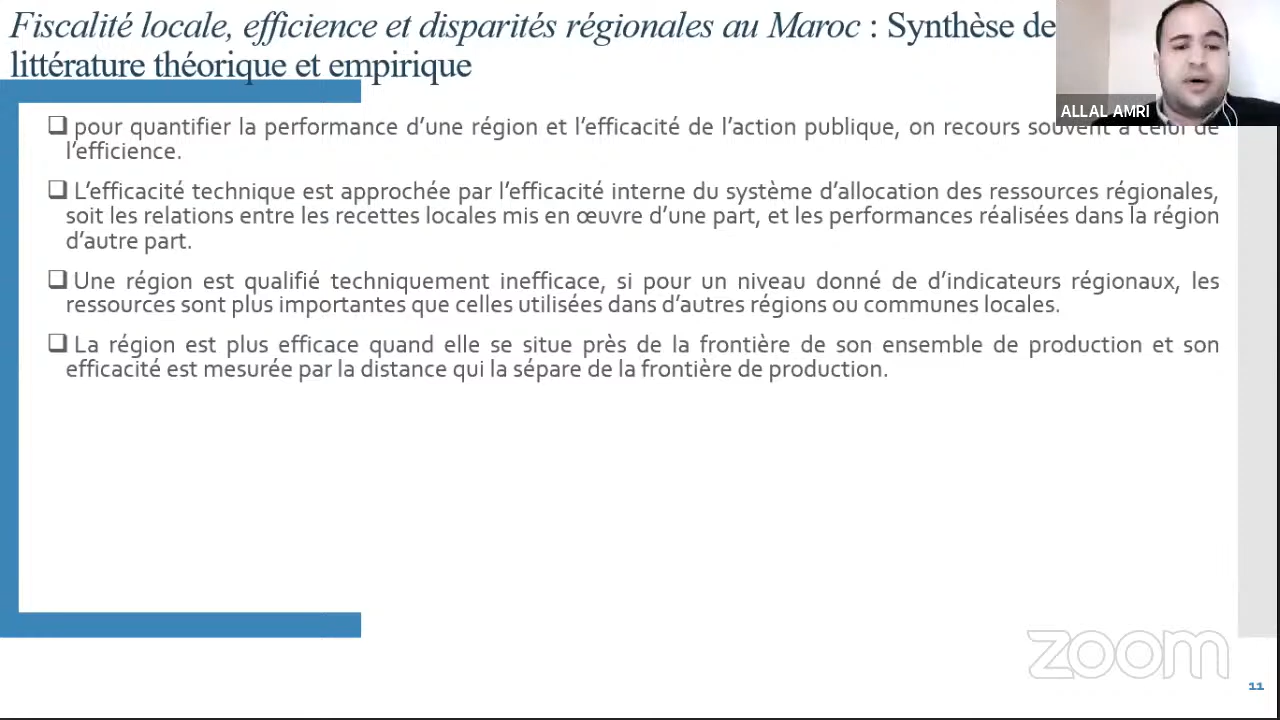 Fiscalité locale, efficience et disparités régionales au Maroc : Synthèse de
littérature théorique et empirique
ALLAL AMRI
❑ pour quantifier la performance d’une région et l’efficacité de l’action publique, on recours souvent à celui de
l’efficience.
❑ L’efficacité technique est approchée par l’efficacité interne du système d’allocation des ressources régionales,
soit les relations entre les recettes locales mis en œuvre d’une part, et les performances réalisées dans la région
d’autre part.
❑ Une région est qualifié techniquement inefficace, si pour un niveau donné de d’indicateurs régionaux, les
ressources sont plus importantes que celles utilisées dans d’autres régions ou communes locales.
❑ La région est plus efficace quand elle se situe près de la frontière de son ensemble de production et son
efficacité est mesurée par la distance qui la sépare de la frontière de production.
zoom
11